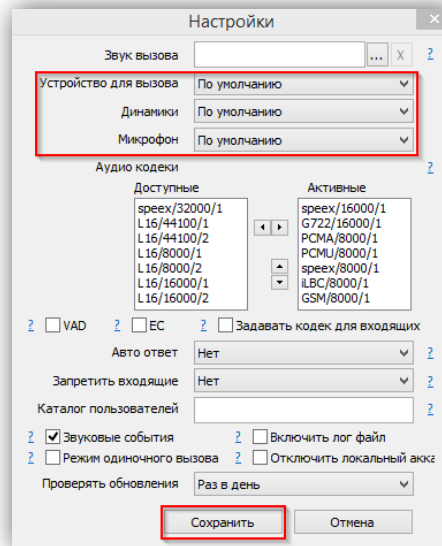 Настройки ×
Звук вызова ... X ?
Устройство для вызова По умолчанию
Динамики По умолчанию
Микрофон По умолчанию
Аудио кодеки ?
Доступные Активные
speex/32000/1 speex/16000/1
L16/44100/1 G722/16000/1
L16/44100/2 PCMA/8000/1
L16/8000/1 PCMU/8000/1
L16/8000/2 speex/8000/1
L16/16000/1 iLBC/8000/1
L16/16000/2 GSM/8000/1
? VAD ? EC ? Задавать кодек для входящих
Авто ответ Нет ?
Запретить входящие Нет ?
Каталог пользователей ?
? Звуковые события ? Включить лог файл
? Режим одиночного вызова ? Отключить локальный акка
Проверять обновления Раз в день
Сохранить Отмена